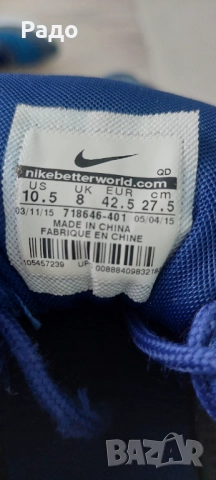 Радо
QD
nikebetterworld.com
US UK EUR cm
10.5 8 42.5 27.5
03/11/15 718646-401 05/04/15
MADE IN CHINA
FABRIQUE EN CHINE
105457239
BAZAR